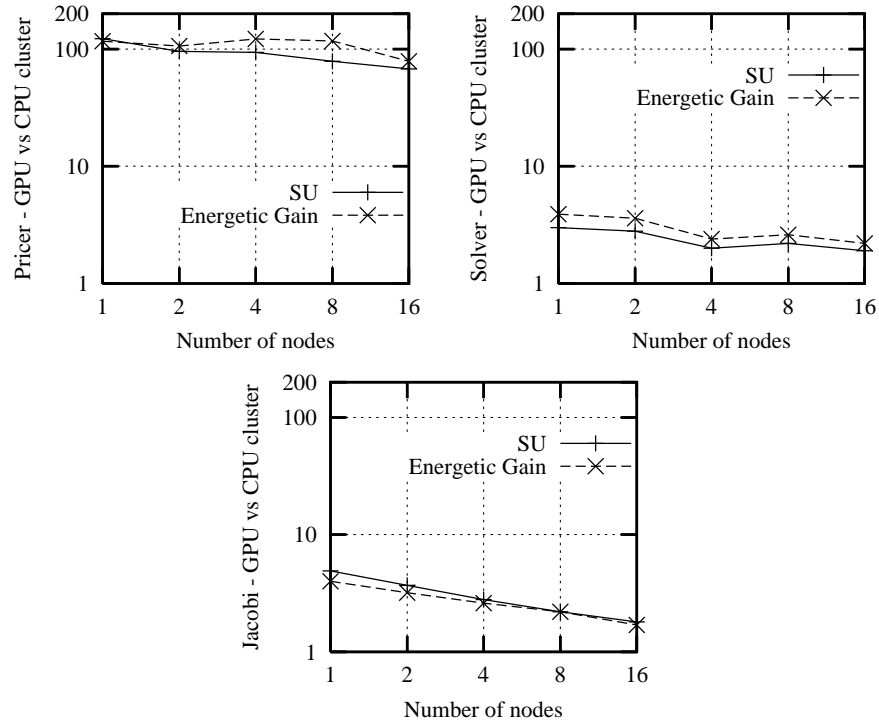 Pricer - GPU vs CPU cluster
200
100
10
1
SU
Energetic Gain
1
2
4
8
16
Number of nodes
Solver - GPU vs CPU cluster
200
100
10
1
SU
Energetic Gain
1
2
4
8
16
Number of nodes
Jacobi - GPU vs CPU cluster
200
100
10
1
SU
Energetic Gain
1
2
4
8
16
Number of nodes